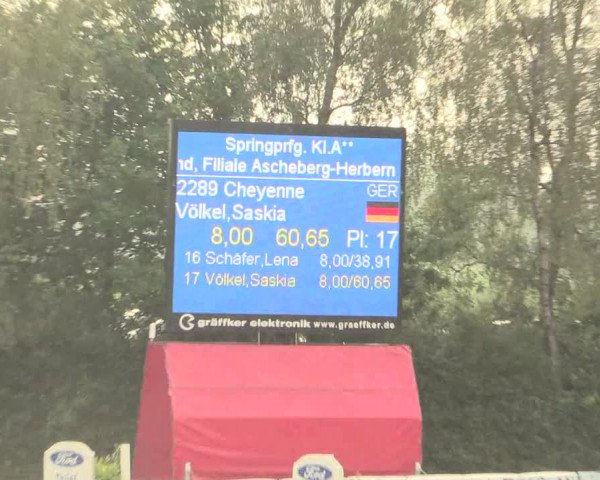 Springprfg. Kl.A**
nd, Filiale Ascheberg-Herbern
2289 Cheyenne GER
Völkel,Saskia
8,00 60,65 Pl: 17
16 Schäfer,Lena 8,00/38,91
17 Völkel,Saskia 8,00/60,65
gräffker elektronik www.graeffker.de
Ford
Ford